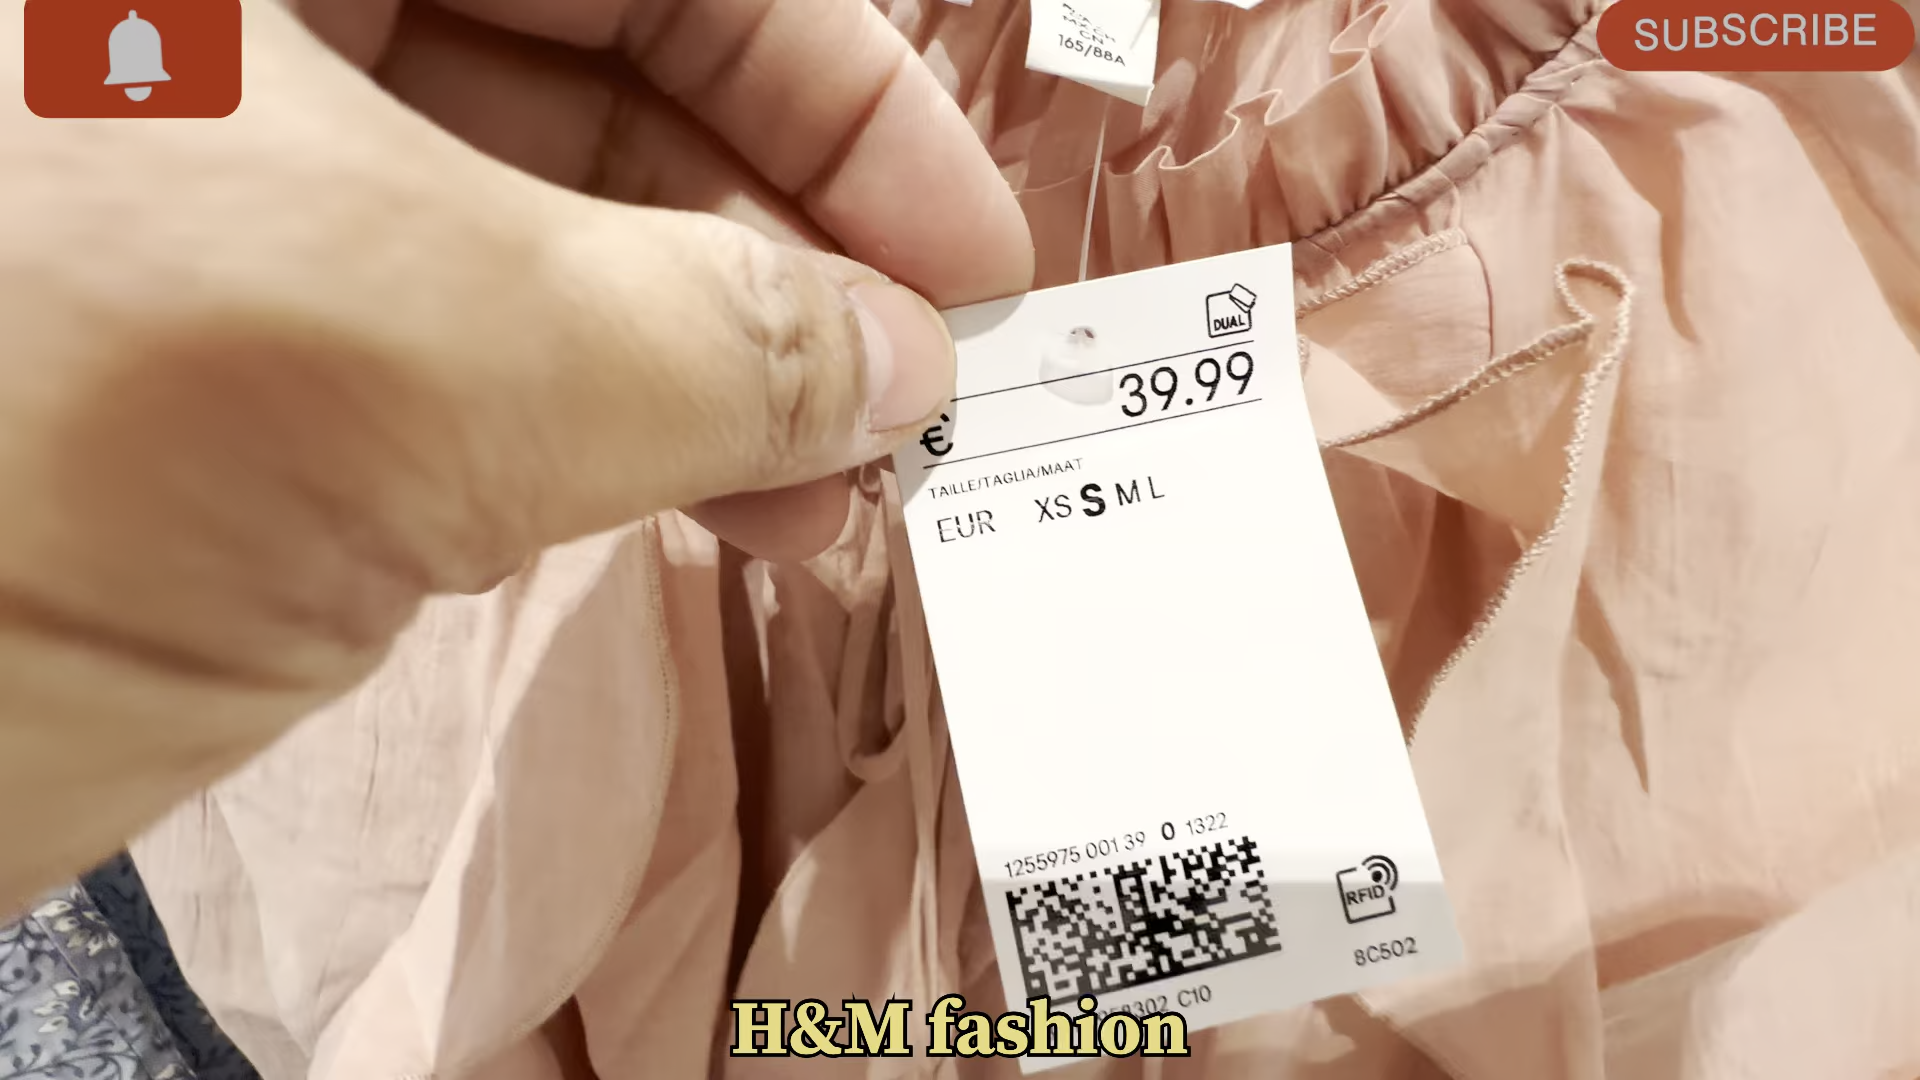 SUBSCRIBE
CN
165/88A
DUAL
39.99
€
TAILLE/TAGLIA/MAAT
EUR XS S M L
1255975 001 39 0 1322
RFID
8C502
C10
H&M fashion